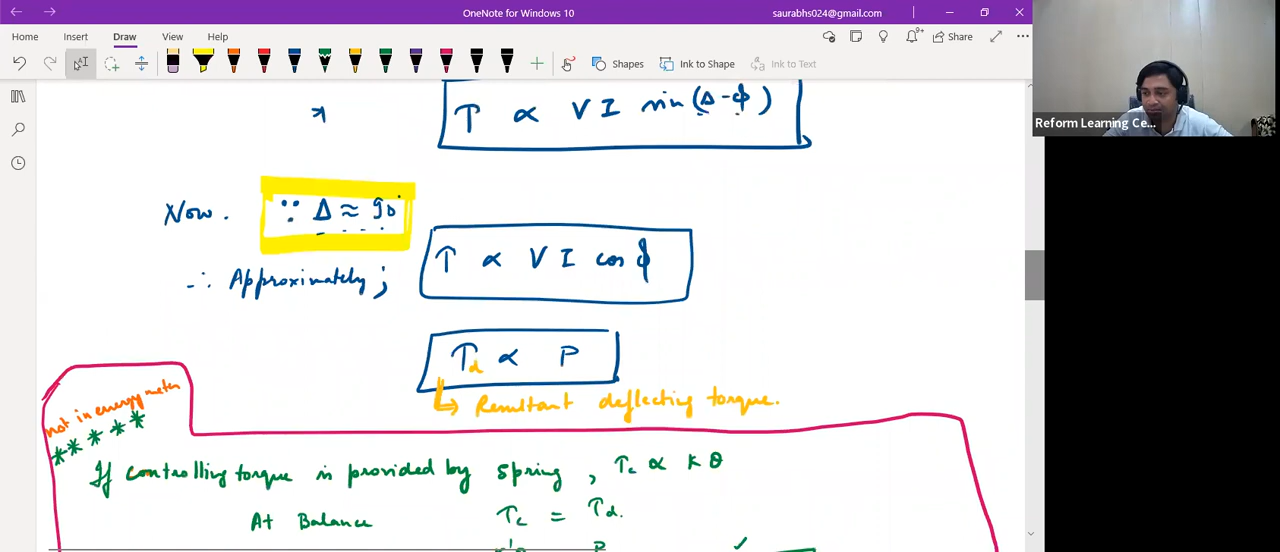 OneNote for Windows 10
saurabhs024@gmail.com
Home Insert Draw View Help
Share
Shapes Ink to Shape Ink to Text
Reform Learning Ce...
T ∝ V I sin(Δ-ϕ)
Now. ∵ Δ ≈ 90°
∴ Approximately; T ∝ V I cos ϕ
Td ∝ P
↳ Resultant deflecting torque.
not in energy meter
*****
If controlling torque is provided by spring, Tc ∝ K θ
At Balance Tc = Td.